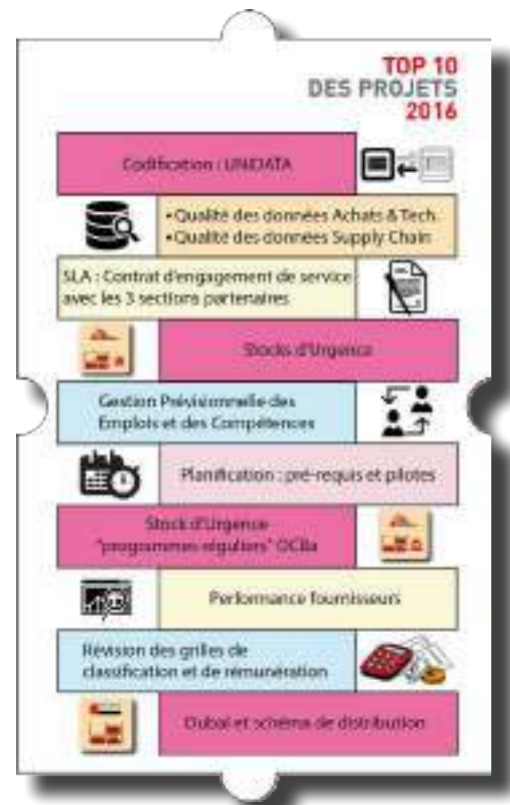 TOP 10
DES PROJETS
2016
Codification : UNIDATA
• Qualité des données Achats & Tech.
• Qualité des données Supply Chain
SLA : Contrat d'engagement de service
avec les 3 sections partenaires
Stocks d'Urgence
Gestion Prévisionnelle des
Emplois et des Compétences
Planification : pré-requis et pilotes
Stock d'Urgence
"programmes réguliers" OCBa
Performance fournisseurs
Révision des grilles de
classification et de rémunération
Dubaï et schéma de distribution